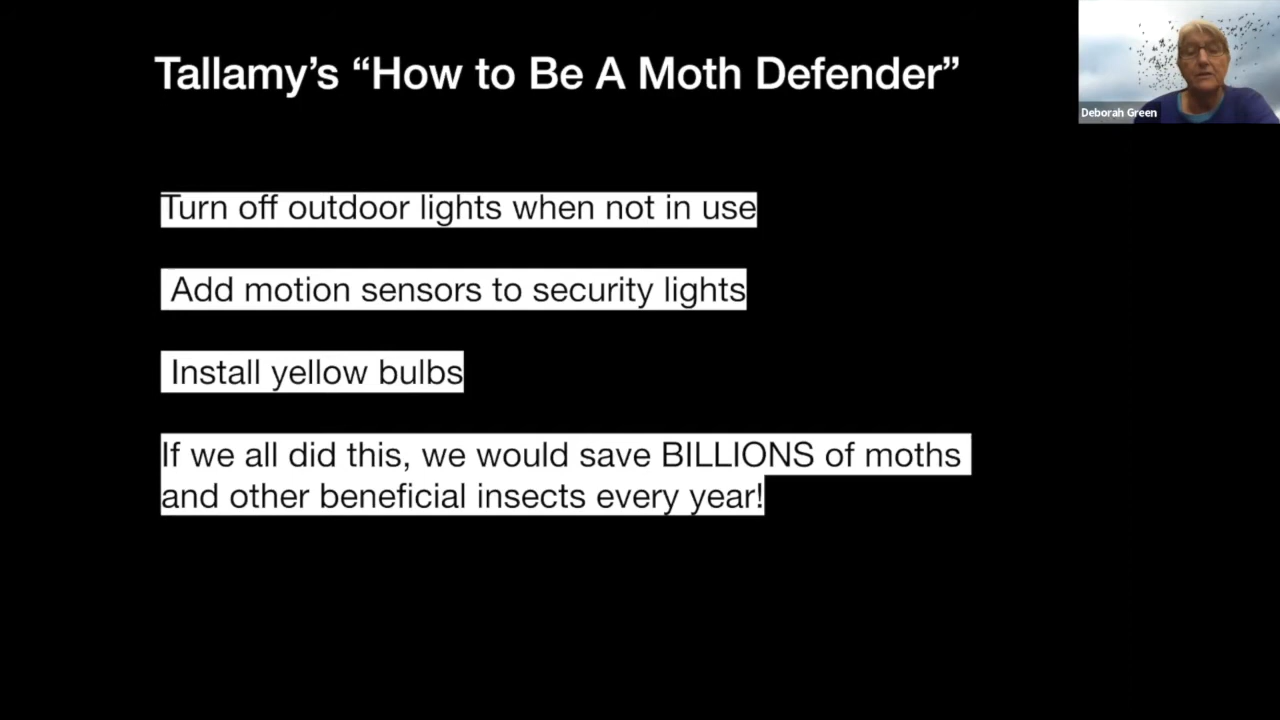 Tallamy’s “How to Be A Moth Defender”
Deborah Green
Turn off outdoor lights when not in use
Add motion sensors to security lights
Install yellow bulbs
If we all did this, we would save BILLIONS of moths
and other beneficial insects every year!